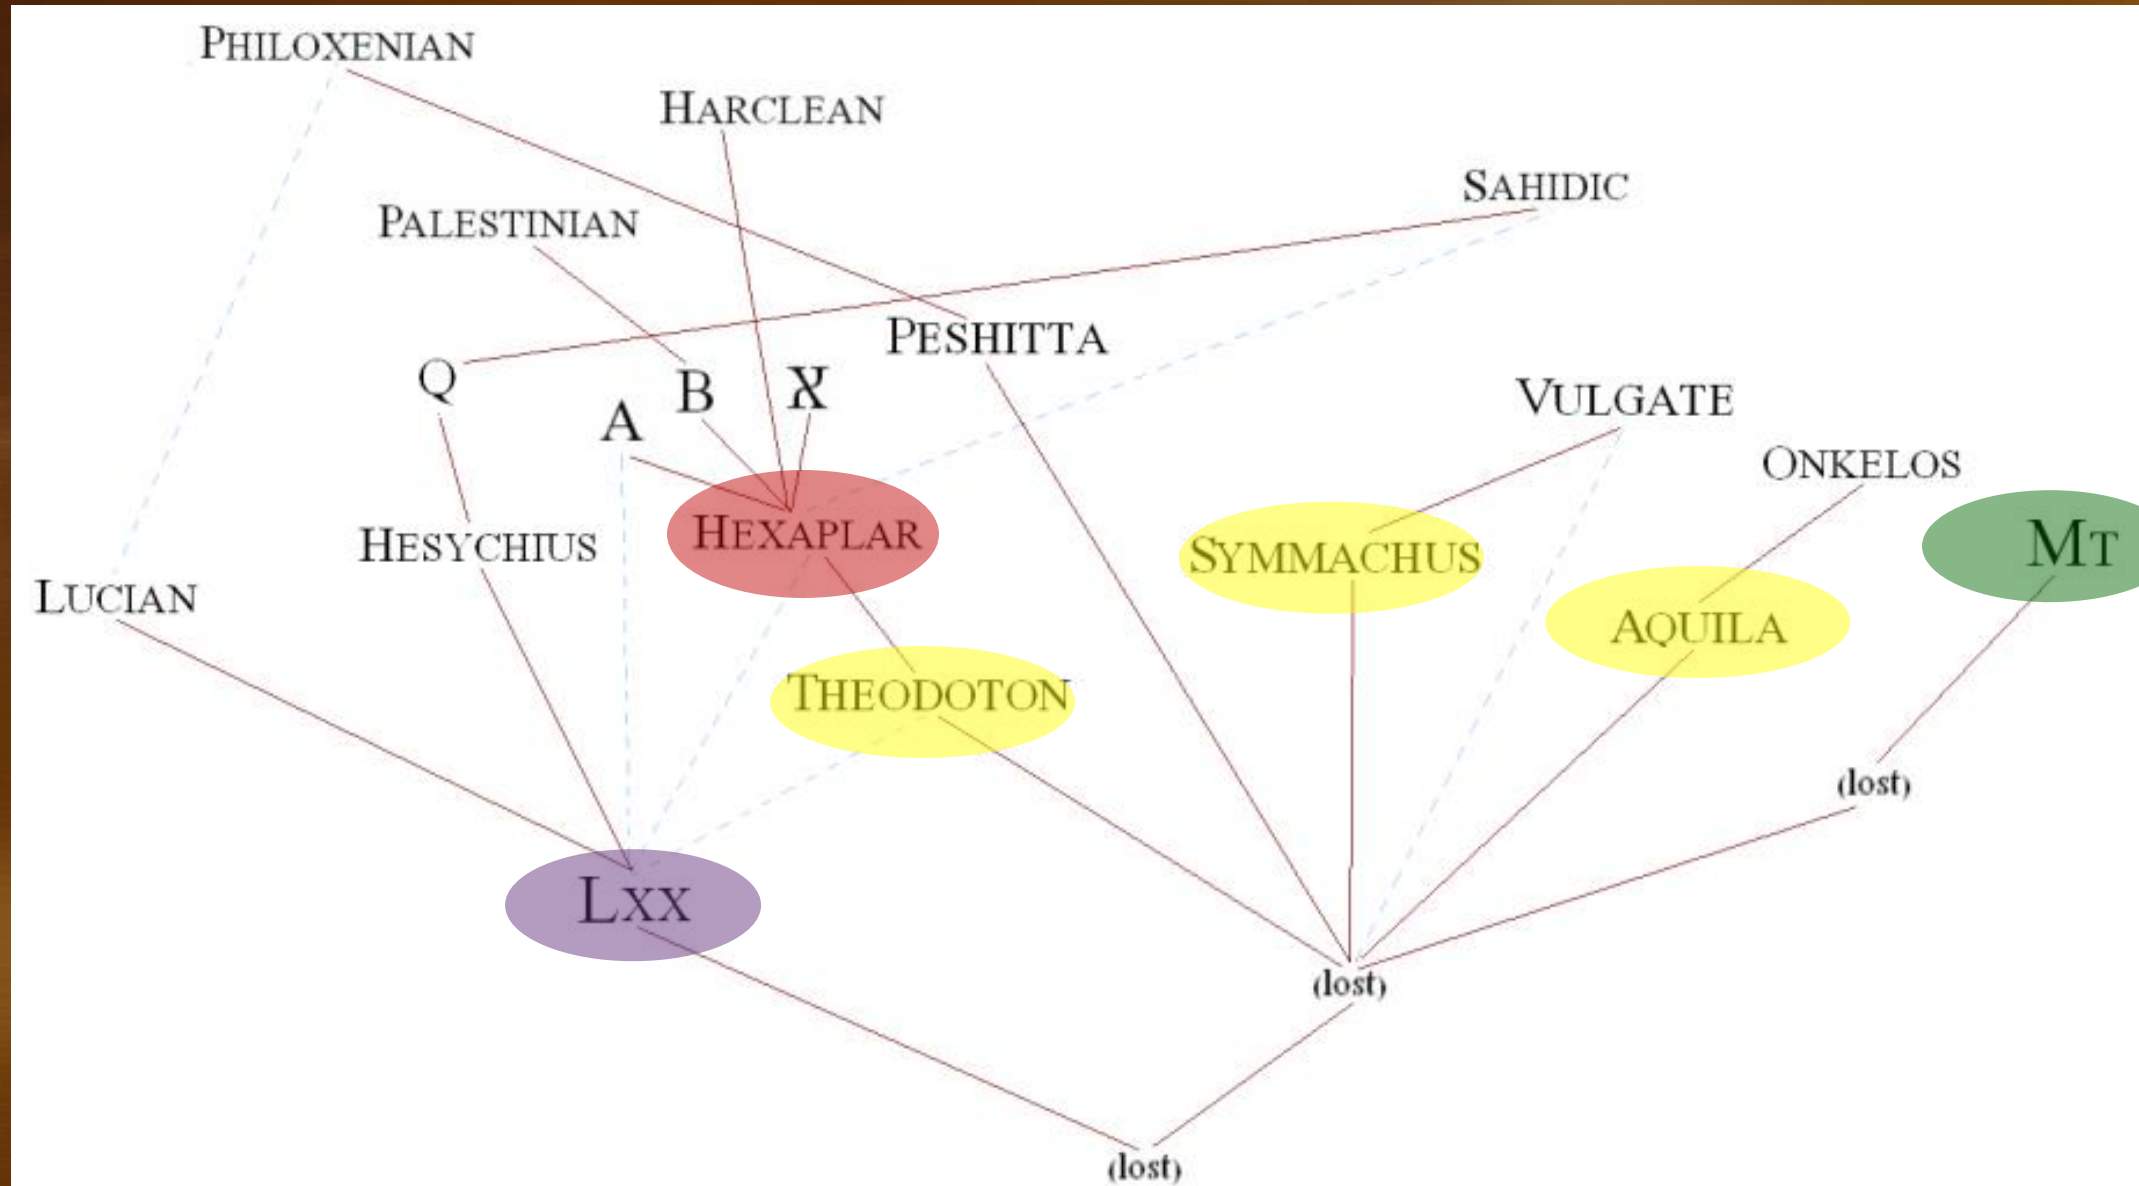 PHILOXENIAN
HARCLEAN
SAHIDIC
PALESTINIAN
PESHITTA
Q
A
B
א
VULGATE
ONKELOS
HESYCHIUS
HEXAPLAR
SYMMACHUS
MT
LUCIAN
AQUILA
THEODOTON
(lost)
LXX
(lost)
(lost)